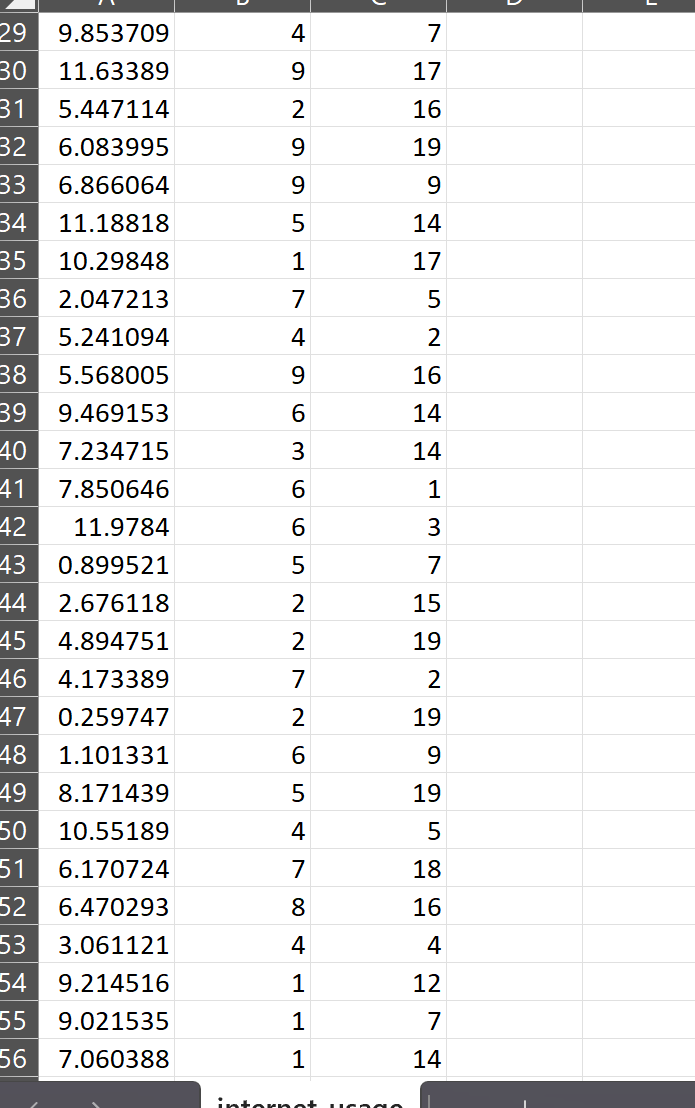 29 9.853709 4 7
30 11.63389 9 17
31 5.447114 2 16
32 6.083995 9 19
33 6.866064 9 9
34 11.18818 5 14
35 10.29848 1 17
36 2.047213 7 5
37 5.241094 4 2
38 5.568005 9 16
39 9.469153 6 14
40 7.234715 3 14
41 7.850646 6 1
42 11.9784 6 3
43 0.899521 5 7
44 2.676118 2 15
45 4.894751 2 19
46 4.173389 7 2
47 0.259747 2 19
48 1.101331 6 9
49 8.171439 5 19
50 10.55189 4 5
51 6.170724 7 18
52 6.470293 8 16
53 3.061121 4 4
54 9.214516 1 12
55 9.021535 1 7
56 7.060388 1 14
internet_usage